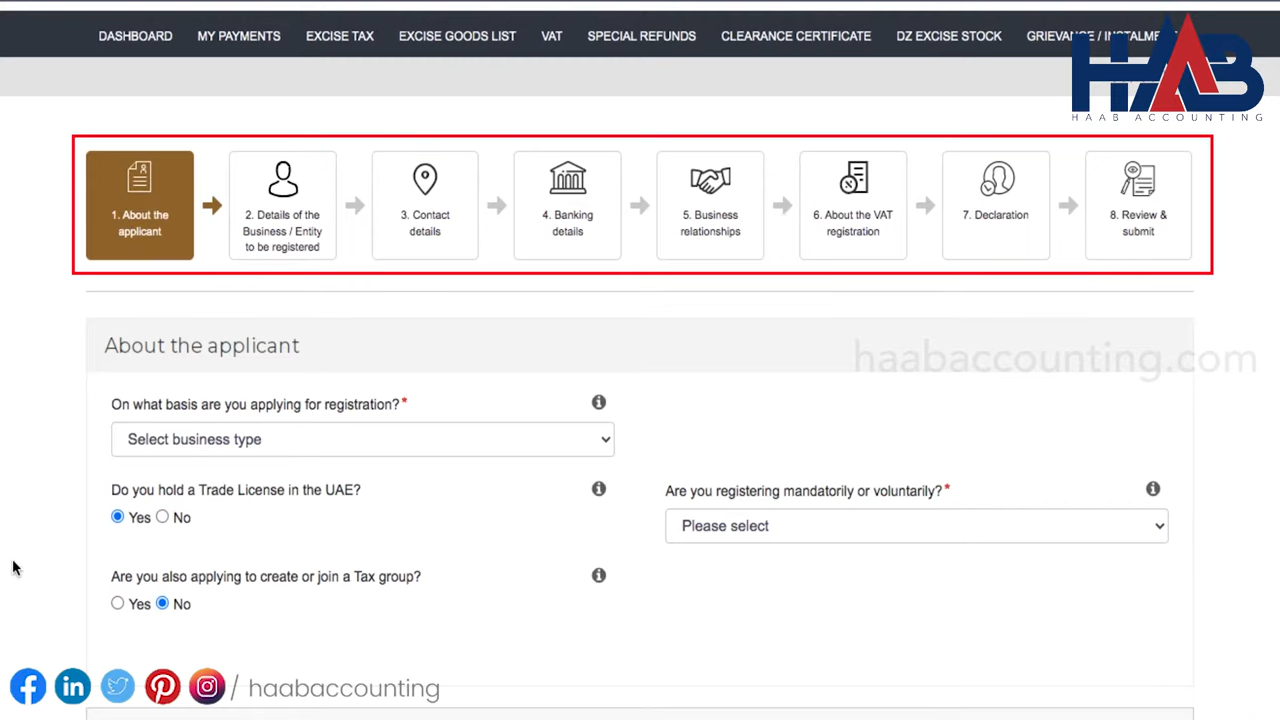 DASHBOARD MY PAYMENTS EXCISE TAX EXCISE GOODS LIST VAT SPECIAL REFUNDS CLEARANCE CERTIFICATE DZ EXCISE STOCK GRIEVANCE / INSTALME
HAAB
HAAB ACCOUNTING
1. About the
applicant
2. Details of the
Business / Entity
to be registered
3. Contact
details
4. Banking
details
5. Business
relationships
6. About the VAT
registration
7. Declaration
8. Review &
submit
About the applicant
haabaccounting.com
On what basis are you applying for registration?*
Select business type
Do you hold a Trade License in the UAE?
Yes No
Are you registering mandatorily or voluntarily?*
Please select
Are you also applying to create or join a Tax group?
Yes No
/ haabaccounting